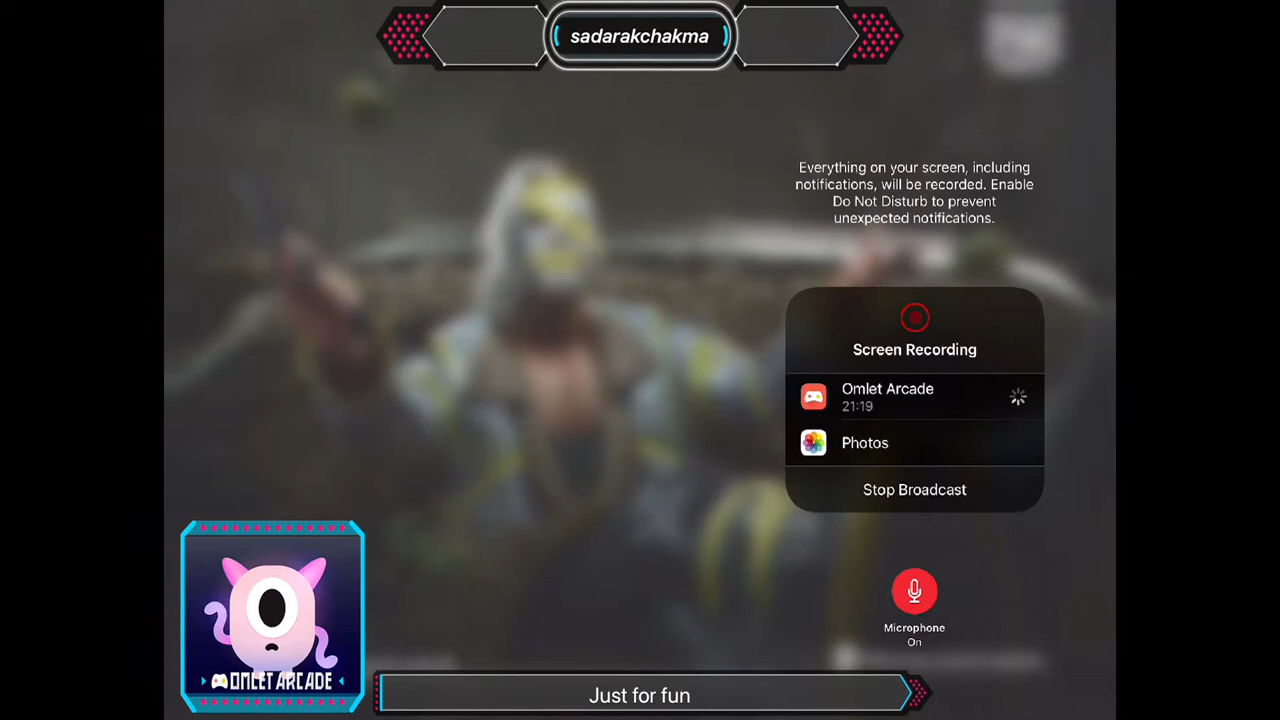 sadarakchakma
Everything on your screen, including
notifications, will be recorded. Enable
Do Not Disturb to prevent
unexpected notifications.
Screen Recording
Omlet Arcade
21:19
Photos
Stop Broadcast
Microphone
On
OMLET ARCADE
Just for fun